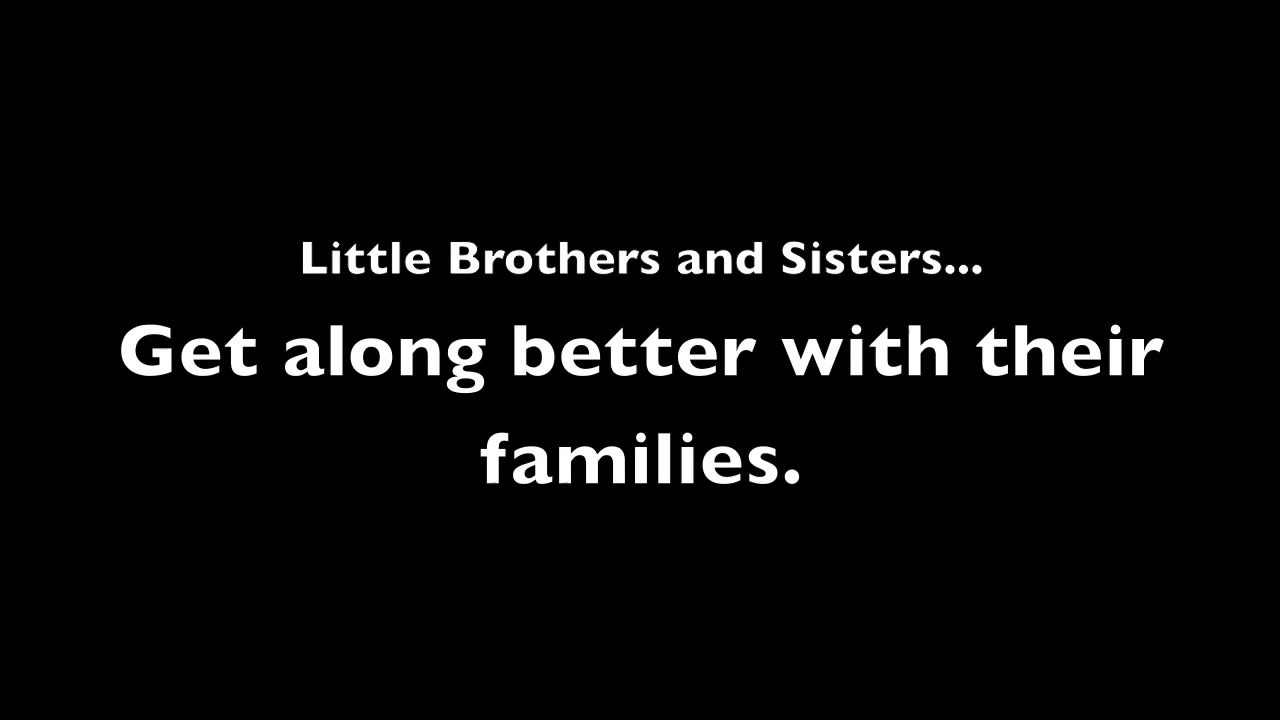 Little Brothers and Sisters...
Get along better with their
families.